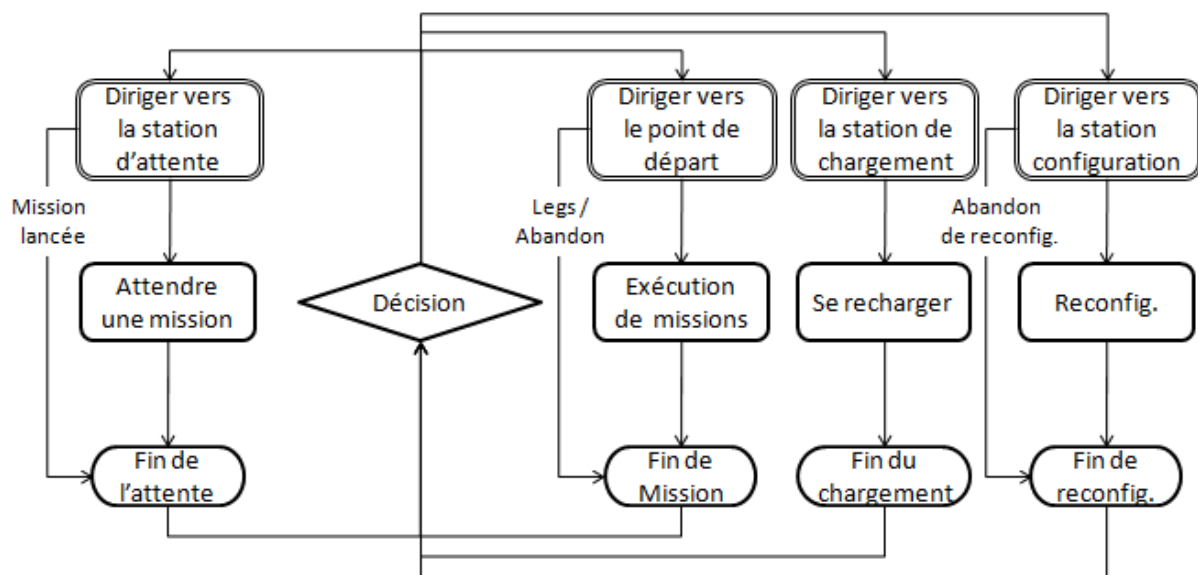 Diriger vers
la station
d'attente
Diriger vers
le point de
départ
Diriger vers
la station de
chargement
Diriger vers
la station
configuration
Mission
lancée
Legs /
Abandon
Abandon
de reconfig.
Attendre
une mission
Décision
Exécution
de missions
Se recharger
Reconfig.
Fin de
l'attente
Fin de
Mission
Fin du
chargement
Fin de
reconfig.